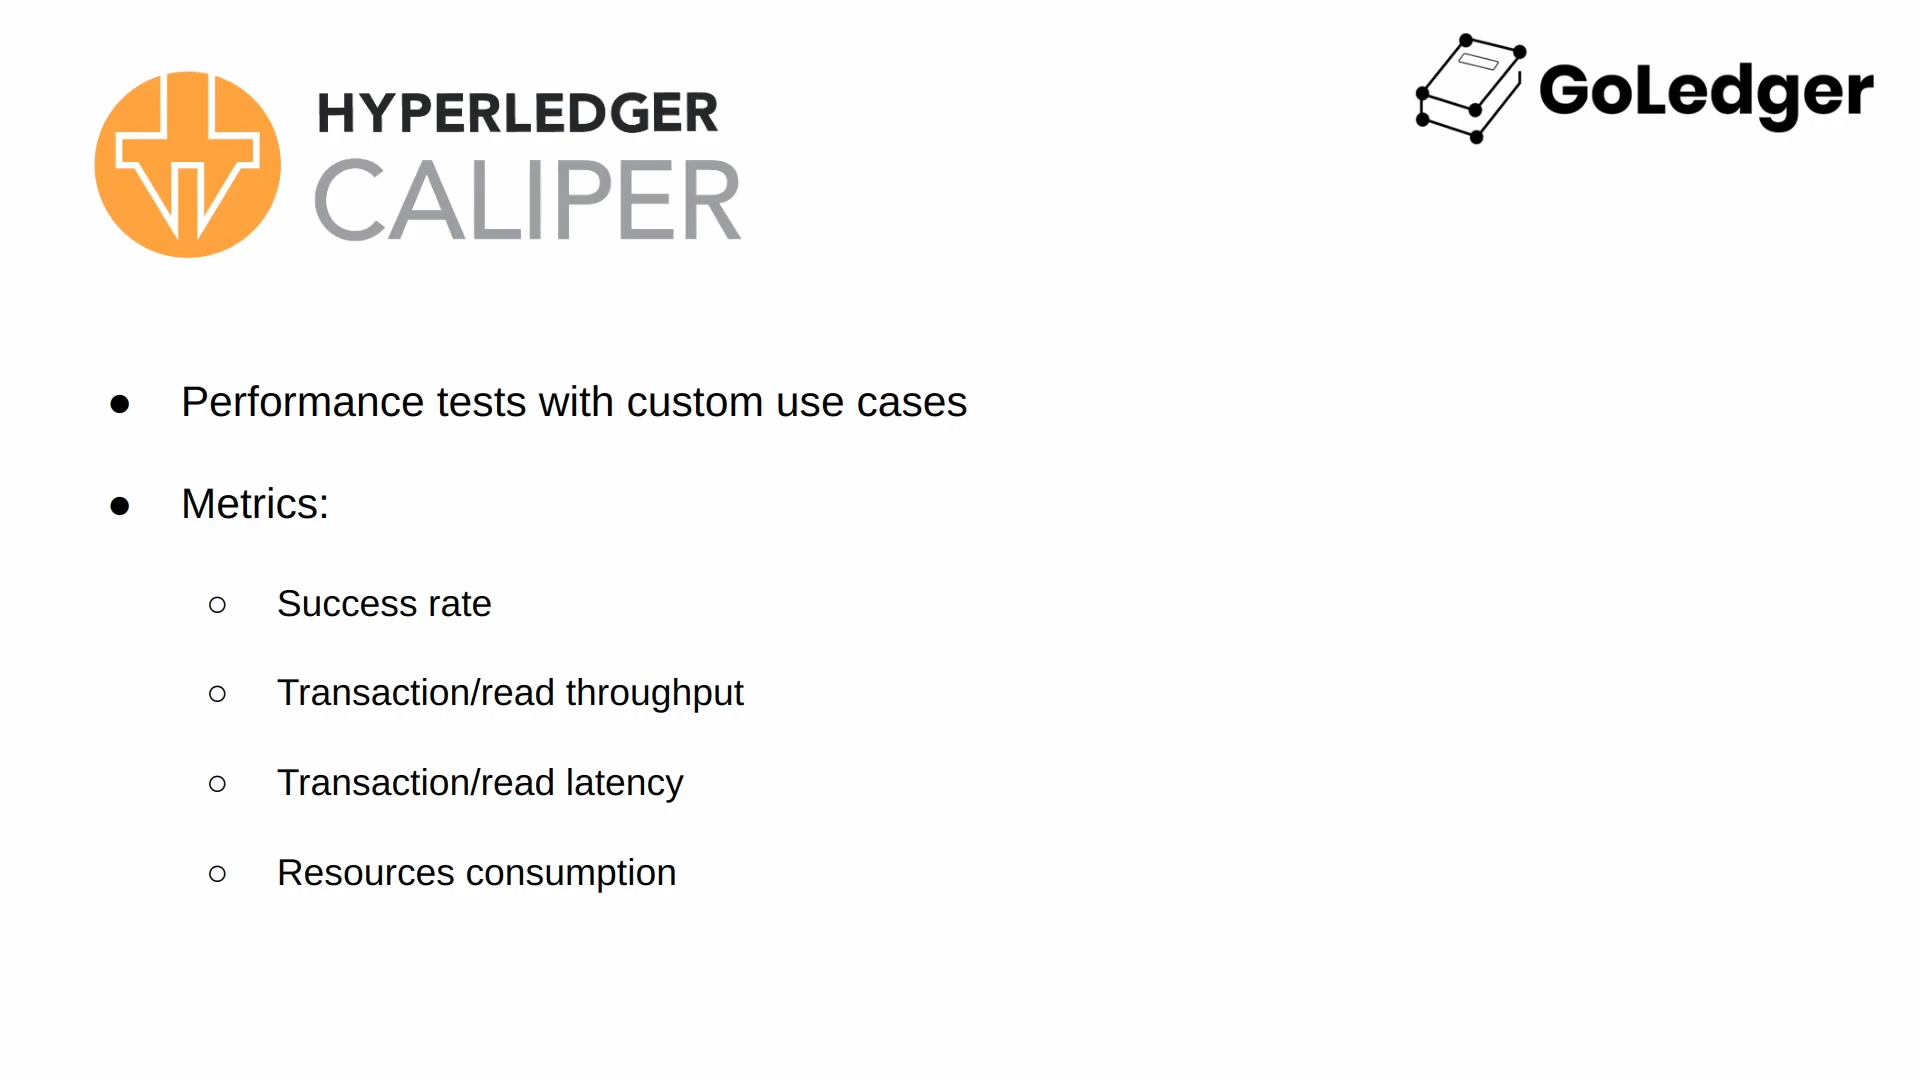 HYPERLEDGER
CALIPER
GoLedger
● Performance tests with custom use cases
● Metrics:
○ Success rate
○ Transaction/read throughput
○ Transaction/read latency
○ Resources consumption